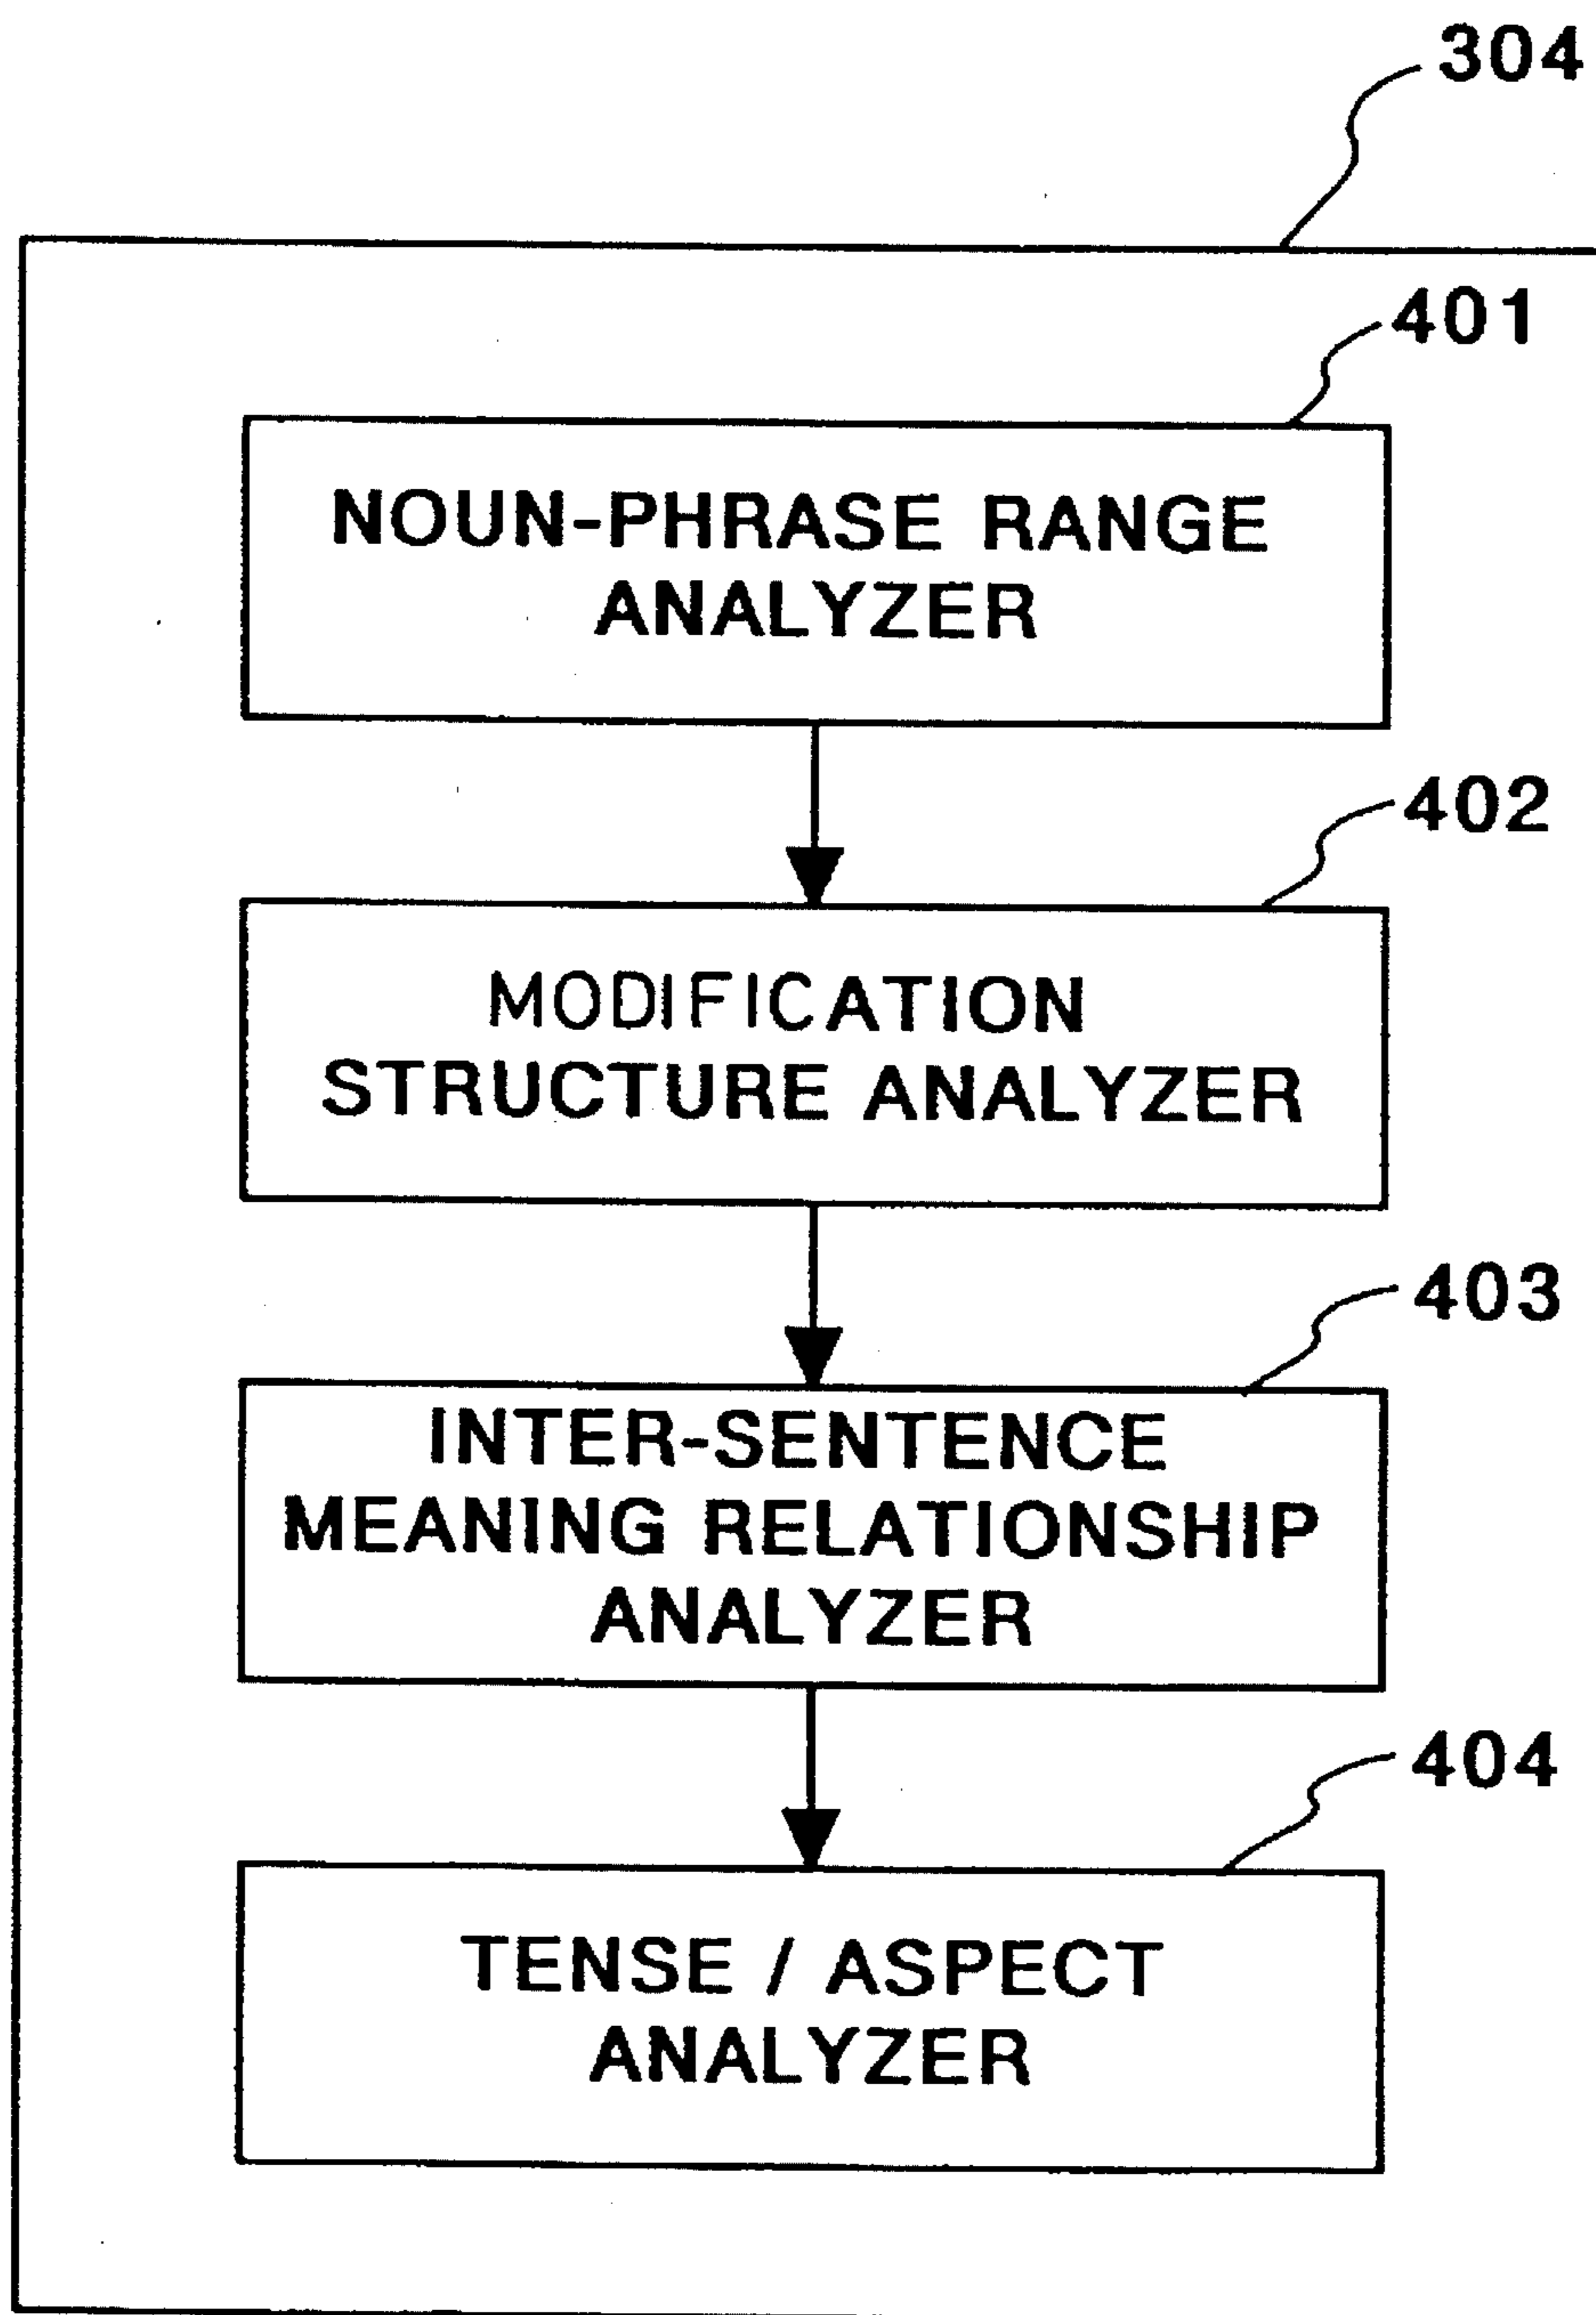 304
401
NOUN-PHRASE RANGE
ANALYZER
402
MODIFICATION
STRUCTURE ANALYZER
403
INTER-SENTENCE
MEANING RELATIONSHIP
ANALYZER
404
TENSE / ASPECT
ANALYZER